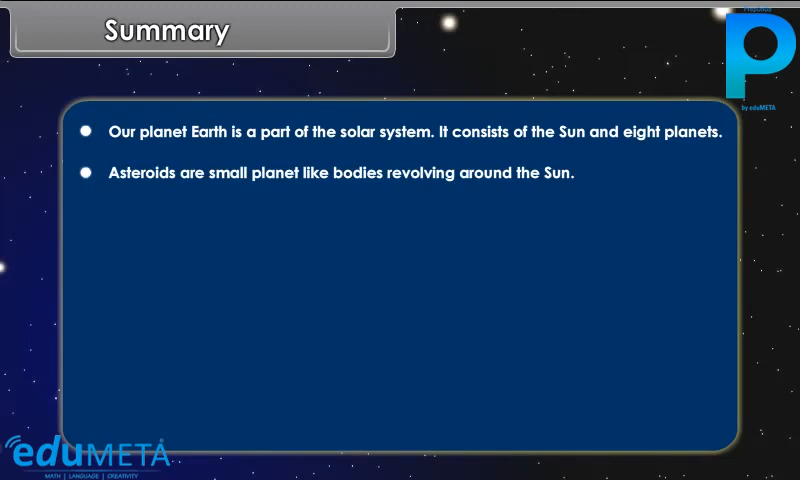 Summary
P
by eduMETA
Our planet Earth is a part of the solar system. It consists of the Sun and eight planets.
Asteroids are small planet like bodies revolving around the Sun.
eduMETA
MATH | LANGUAGE | CREATIVITY